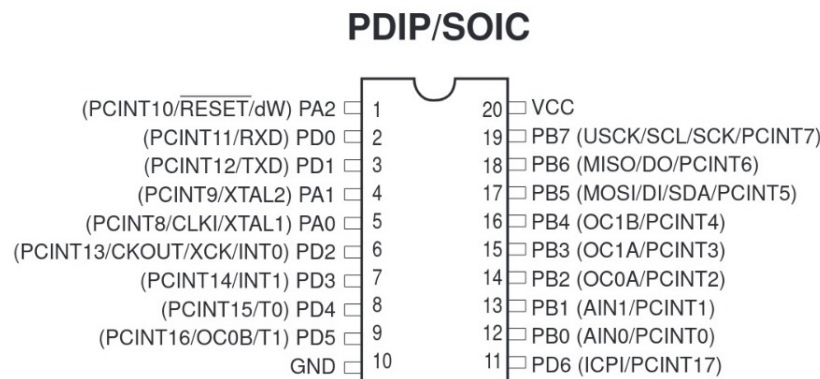 PDIP/SOIC
(PCINT10/RESET/dW) PA2 1 20 VCC
(PCINT11/RXD) PD0 2 19 PB7 (USCK/SCL/SCK/PCINT7)
(PCINT12/TXD) PD1 3 18 PB6 (MISO/DO/PCINT6)
(PCINT9/XTAL2) PA1 4 17 PB5 (MOSI/DI/SDA/PCINT5)
(PCINT8/CLKI/XTAL1) PA0 5 16 PB4 (OC1B/PCINT4)
(PCINT13/CKOUT/XCK/INT0) PD2 6 15 PB3 (OC1A/PCINT3)
(PCINT14/INT1) PD3 7 14 PB2 (OC0A/PCINT2)
(PCINT15/T0) PD4 8 13 PB1 (AIN1/PCINT1)
(PCINT16/OC0B/T1) PD5 9 12 PB0 (AIN0/PCINT0)
GND 10 11 PD6 (ICPI/PCINT17)